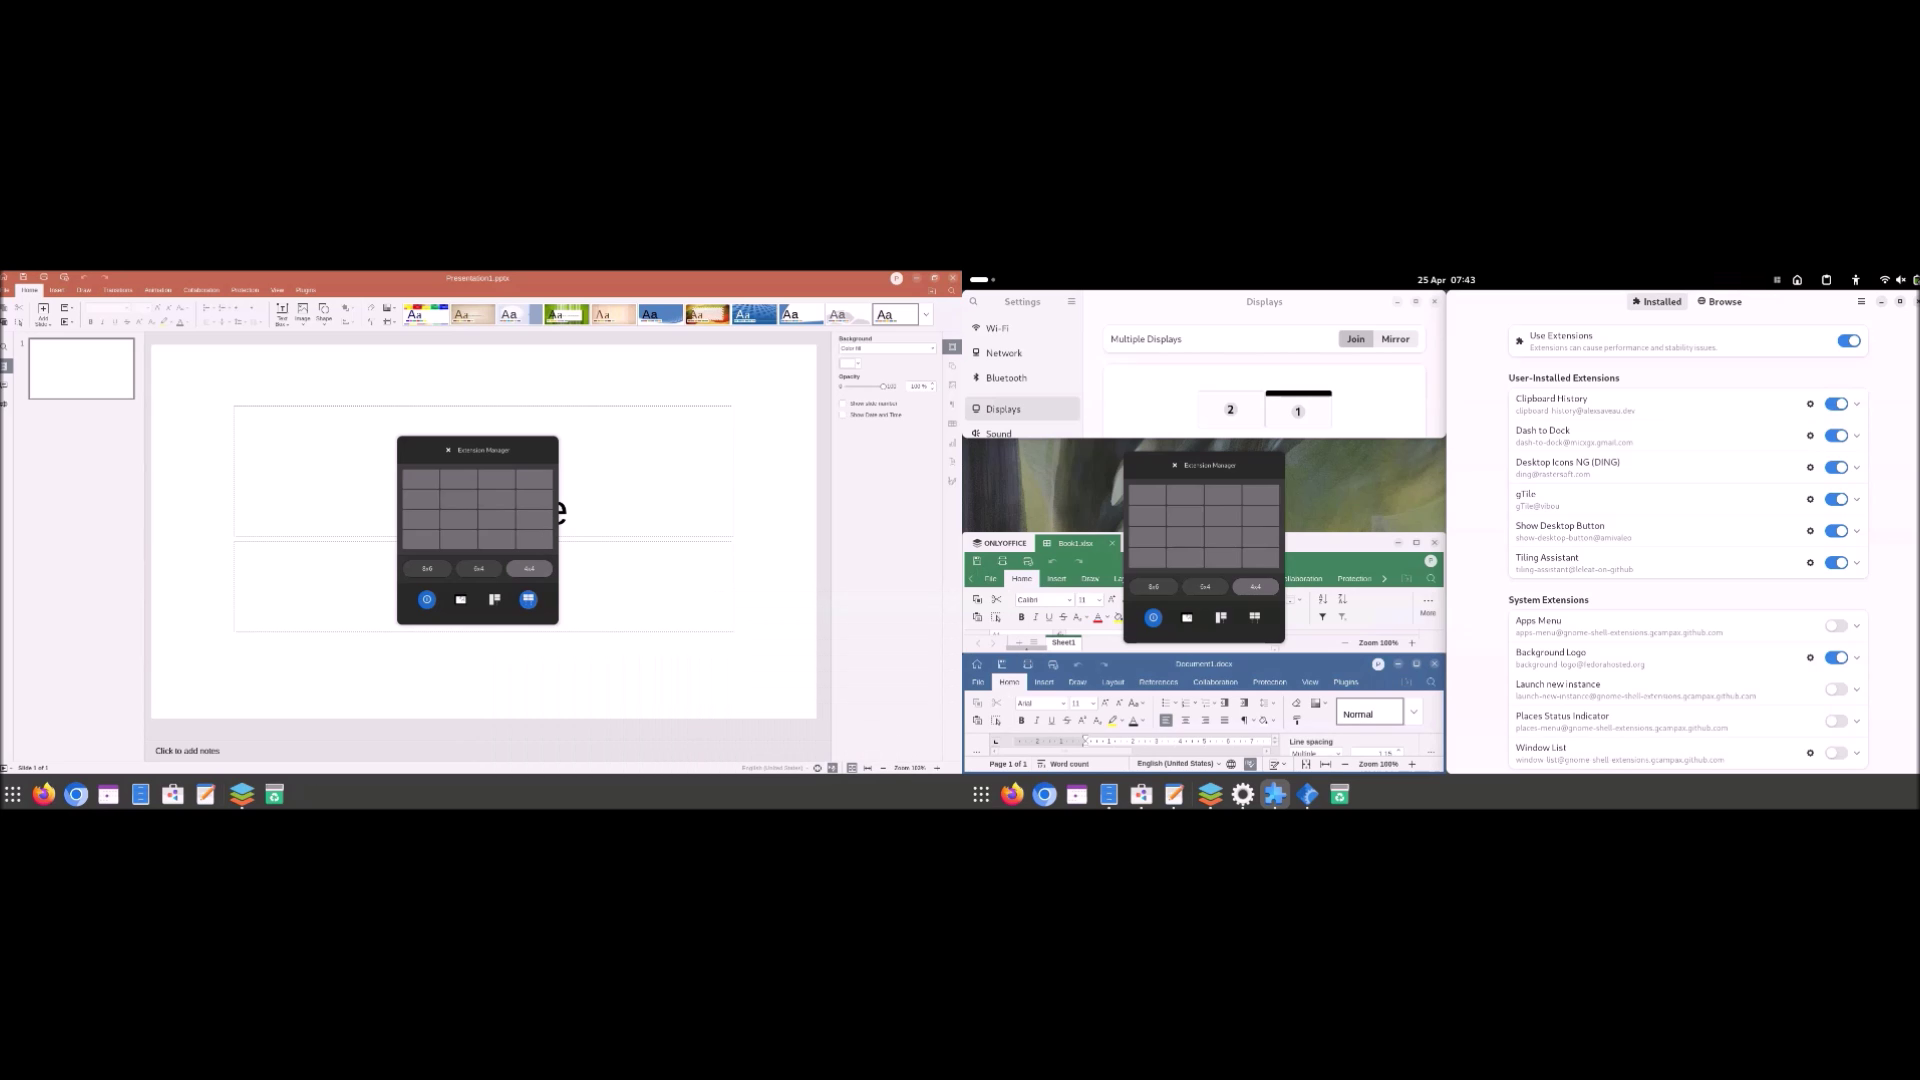 Presentation1.pptx
Home Insert Draw Transitions Animation Collaboration Protection View Plugins
Add Slide
Text Box Image Shape
Aa Aa Aa Aa Aa Aa Aa Aa Aa Aa Aa
1
Background
Color fill
Opacity
0 100 100 %
Show slide number
Show Date and Time
e
Extension Manager
8x6 6x4 4x4
Click to add notes
Slide 1 of 1
English (United States)
Zoom 100%
25 Apr 07:43
Settings
Displays
Wi-Fi
Network
Bluetooth
Displays
Sound
Multiple Displays
Join Mirror
2 1
Extension Manager
8x6 6x4 4x4
ONLYOFFICE Book1.xlsx
P
File Home Insert Draw
Protection
Calibri 11
B I U S
More
Sheet1
Zoom 100%
Document1.docx
P
File Home Insert Draw Layout References Collaboration Protection View Plugins
Arial 11
Normal
Line spacing
Multiple 1.15
Page 1 of 1 Word count English (United States) Zoom 100%
Installed Browse
Use Extensions
Extensions can cause performance and stability issues.
User-Installed Extensions
Clipboard History
clipboard-history@alexsaveau.dev
Dash to Dock
dash-to-dock@micxgx.gmail.com
Desktop Icons NG (DING)
ding@rastersoft.com
gTile
gTile@vibou
Show Desktop Button
show-desktop-button@amivaleo
Tiling Assistant
tiling-assistant@leleat-on-github
System Extensions
Apps Menu
apps-menu@gnome-shell-extensions.gcampax.github.com
Background Logo
background-logo@fedorahosted.org
Launch new instance
launch-new-instance@gnome-shell-extensions.gcampax.github.com
Places Status Indicator
places-menu@gnome-shell-extensions.gcampax.github.com
Window List
window-list@gnome-shell-extensions.gcampax.github.com